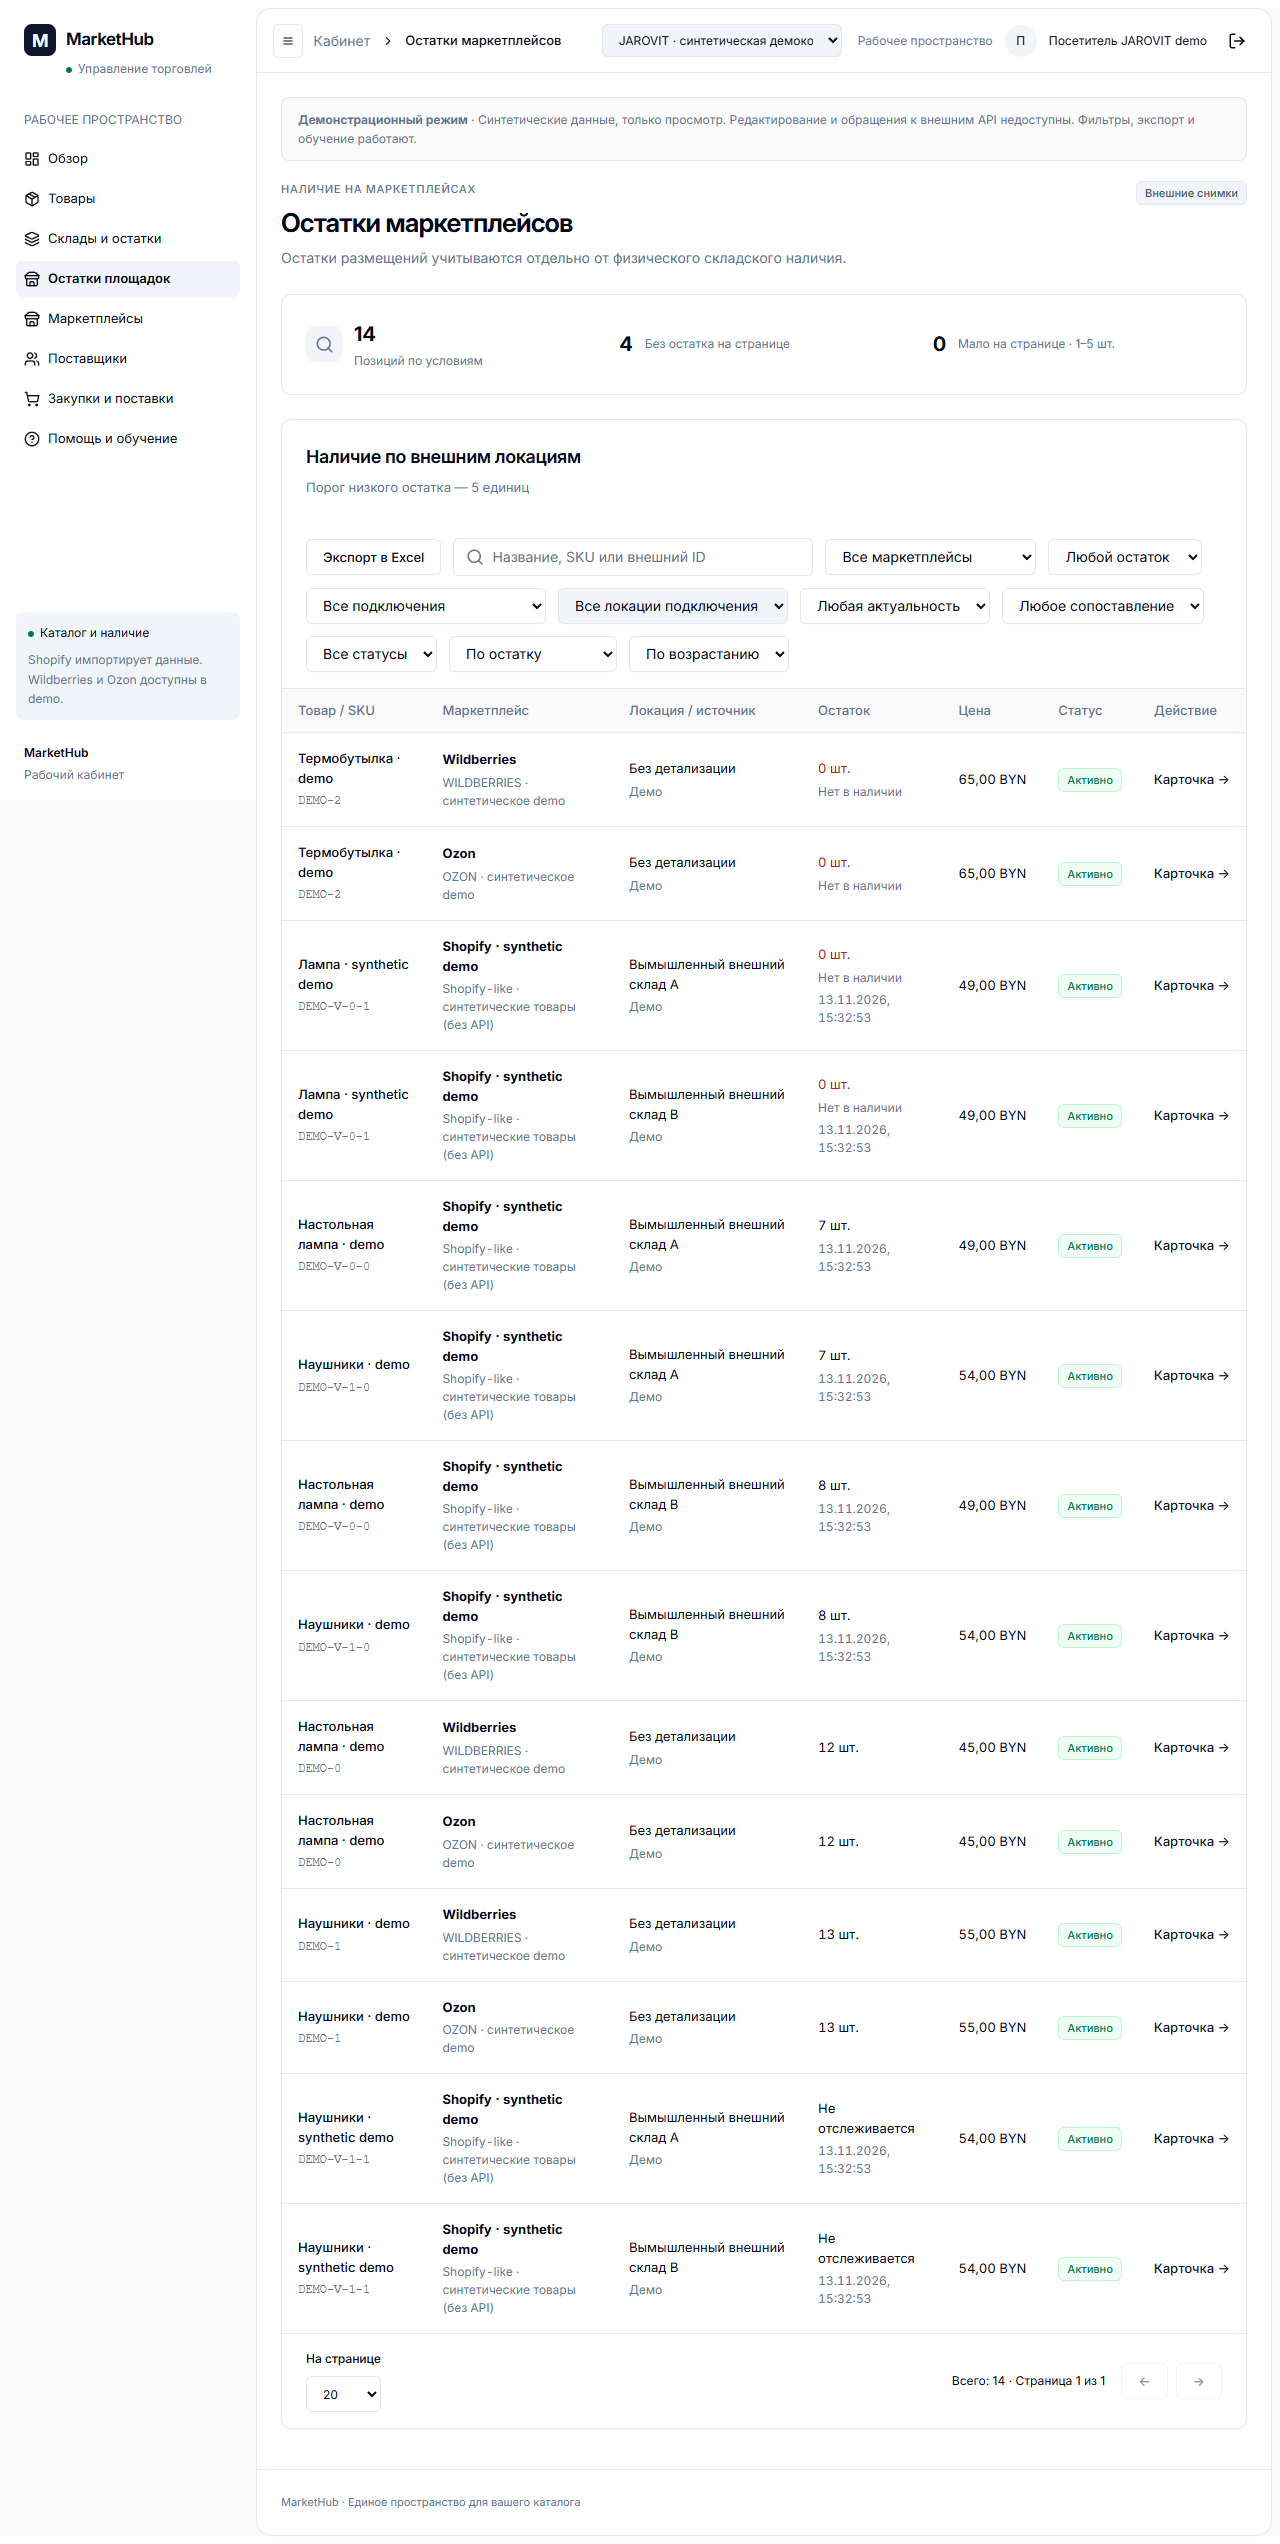 M MarketHub
Управление торговлей
РАБОЧЕЕ ПРОСТРАНСТВО
Обзор
Товары
Склады и остатки
Остатки площадок
Маркетплейсы
Поставщики
Закупки и поставки
Помощь и обучение
Каталог и наличие
Shopify импортирует данные.
Wildberries и Ozon доступны в
demo.
MarketHub
Рабочий кабинет
Кабинет > Остатки маркетплейсов
JAROVIT · синтетическая демоко
Рабочее пространство
П
Посетитель JAROVIT demo
Демонстрационный режим · Синтетические данные, только просмотр. Редактирование и обращения к внешним API недоступны. Фильтры, экспорт и
обучение работают.
НАЛИЧИЕ НА МАРКЕТПЛЕЙСАХ
Внешние снимки
Остатки маркетплейсов
Остатки размещений учитываются отдельно от физического складского наличия.
14
Позиций по условиям
4 Без остатка на странице
0 Мало на странице · 1–5 шт.
Наличие по внешним локациям
Порог низкого остатка — 5 единиц
Экспорт в Excel
Название, SKU или внешний ID
Все маркетплейсы
Любой остаток
Все подключения
Все локации подключения
Любая актуальность
Любое сопоставление
Все статусы
По остатку
По возрастанию
Товар / SKU Маркетплейс Локация / источник Остаток Цена Статус Действие
Термобутылка ·
demo
DEMO-2
Wildberries
WILDBERRIES ·
синтетическое demo
Без детализации
Демо
0 шт.
Нет в наличии
65,00 BYN
Активно
Карточка →
Термобутылка ·
demo
DEMO-2
Ozon
OZON · синтетическое
demo
Без детализации
Демо
0 шт.
Нет в наличии
65,00 BYN
Активно
Карточка →
Лампа · synthetic
demo
DEMO-V-0-1
Shopify · synthetic
demo
Shopify-like ·
синтетические товары
(без API)
Вымышленный внешний
склад A
Демо
0 шт.
Нет в наличии
13.11.2026,
15:32:53
49,00 BYN
Активно
Карточка →
Лампа · synthetic
demo
DEMO-V-0-1
Shopify · synthetic
demo
Shopify-like ·
синтетические товары
(без API)
Вымышленный внешний
склад B
Демо
0 шт.
Нет в наличии
13.11.2026,
15:32:53
49,00 BYN
Активно
Карточка →
Настольная
лампа · demo
DEMO-V-0-0
Shopify · synthetic
demo
Shopify-like ·
синтетические товары
(без API)
Вымышленный внешний
склад A
Демо
7 шт.
13.11.2026,
15:32:53
49,00 BYN
Активно
Карточка →
Наушники · demo
DEMO-V-1-0
Shopify · synthetic
demo
Shopify-like ·
синтетические товары
(без API)
Вымышленный внешний
склад A
Демо
7 шт.
13.11.2026,
15:32:53
54,00 BYN
Активно
Карточка →
Настольная
лампа · demo
DEMO-V-0-0
Shopify · synthetic
demo
Shopify-like ·
синтетические товары
(без API)
Вымышленный внешний
склад B
Демо
8 шт.
13.11.2026,
15:32:53
49,00 BYN
Активно
Карточка →
Наушники · demo
DEMO-V-1-0
Shopify · synthetic
demo
Shopify-like ·
синтетические товары
(без API)
Вымышленный внешний
склад B
Демо
8 шт.
13.11.2026,
15:32:53
54,00 BYN
Активно
Карточка →
Настольная
лампа · demo
DEMO-0
Wildberries
WILDBERRIES ·
синтетическое demo
Без детализации
Демо
12 шт.
45,00 BYN
Активно
Карточка →
Настольная
лампа · demo
DEMO-0
Ozon
OZON · синтетическое
demo
Без детализации
Демо
12 шт.
45,00 BYN
Активно
Карточка →
Наушники · demo
DEMO-1
Wildberries
WILDBERRIES ·
синтетическое demo
Без детализации
Демо
13 шт.
55,00 BYN
Активно
Карточка →
Наушники · demo
DEMO-1
Ozon
OZON · синтетическое
demo
Без детализации
Демо
13 шт.
55,00 BYN
Активно
Карточка →
Наушники ·
synthetic demo
DEMO-V-1-1
Shopify · synthetic
demo
Shopify-like ·
синтетические товары
(без API)
Вымышленный внешний
склад A
Демо
Не
отслеживается
13.11.2026,
15:32:53
54,00 BYN
Активно
Карточка →
Наушники ·
synthetic demo
DEMO-V-1-1
Shopify · synthetic
demo
Shopify-like ·
синтетические товары
(без API)
Вымышленный внешний
склад B
Демо
Не
отслеживается
13.11.2026,
15:32:53
54,00 BYN
Активно
Карточка →
На странице
20
Всего: 14 · Страница 1 из 1
← →
MarketHub · Единое пространство для вашего каталога